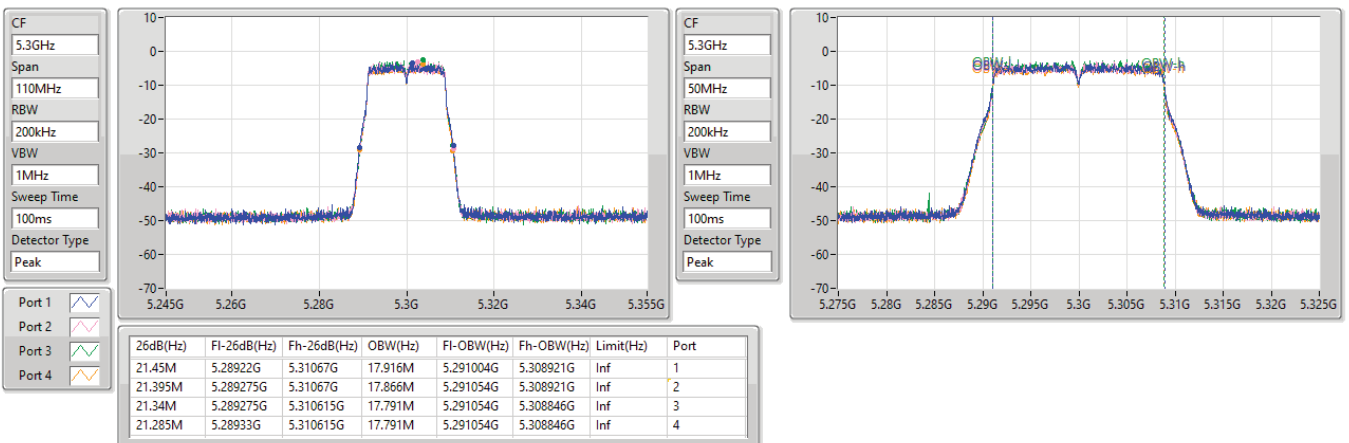 CF
5.3GHz
Span
110MHz
RBW
200kHz
VBW
1MHz
Sweep Time
100ms
Detector Type
Peak
10
0
-10
-20
-30
-40
-50
-60
-70
5.245G 5.26G 5.28G 5.3G 5.32G 5.34G 5.355G
CF
5.3GHz
Span
50MHz
RBW
200kHz
VBW
1MHz
Sweep Time
100ms
Detector Type
Peak
10
0
-10
-20
-30
-40
-50
-60
-70
OBW-l OBW-h
5.275G 5.28G 5.285G 5.29G 5.295G 5.3G 5.305G 5.31G 5.315G 5.32G 5.325G
Port 1
Port 2
Port 3
Port 4
26dB(Hz) Fl-26dB(Hz) Fh-26dB(Hz) OBW(Hz) Fl-OBW(Hz) Fh-OBW(Hz) Limit(Hz) Port
21.45M 5.28922G 5.31067G 17.916M 5.291004G 5.308921G Inf 1
21.395M 5.289275G 5.31067G 17.866M 5.291054G 5.308921G Inf 2
21.34M 5.289275G 5.310615G 17.791M 5.291054G 5.308846G Inf 3
21.285M 5.28933G 5.310615G 17.791M 5.291054G 5.308846G Inf 4